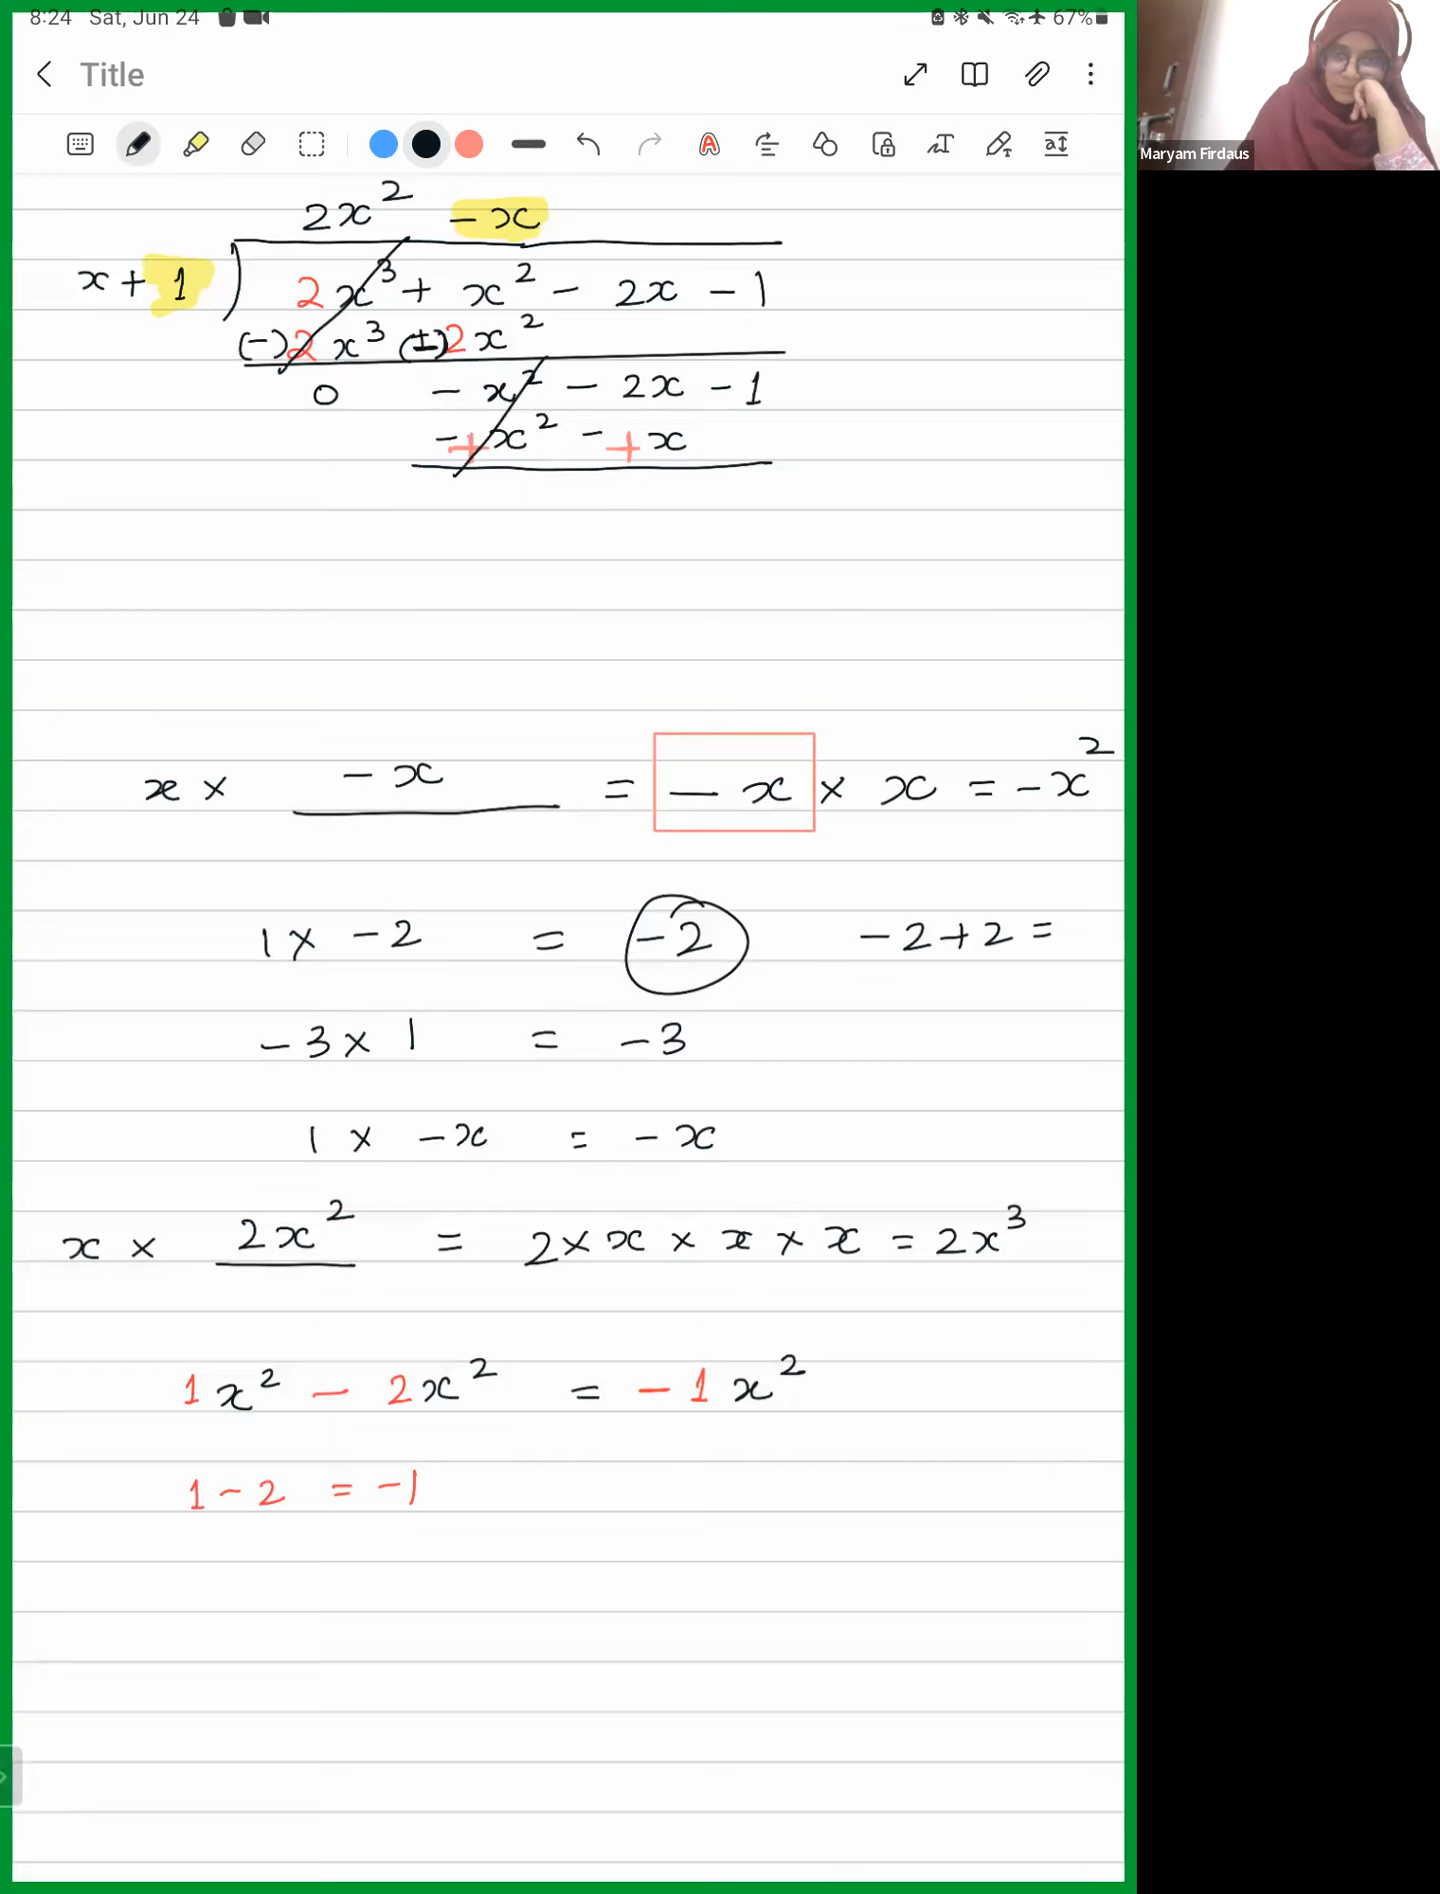 8:24 Sat, Jun 24
67%
Title
Maryam Firdaus
2x² - x
x + 1 ) 2x³ + x² - 2x - 1
(-)2x³ (±)2x²
0 - x² - 2x - 1
-+x² -+x
x × -x = -x × x = -x²
1 × -2 = -2 -2+2=
-3 × 1 = -3
1 × -x = -x
x × 2x² = 2 × x × x × x = 2x³
1x² - 2x² = -1x²
1 - 2 = -1